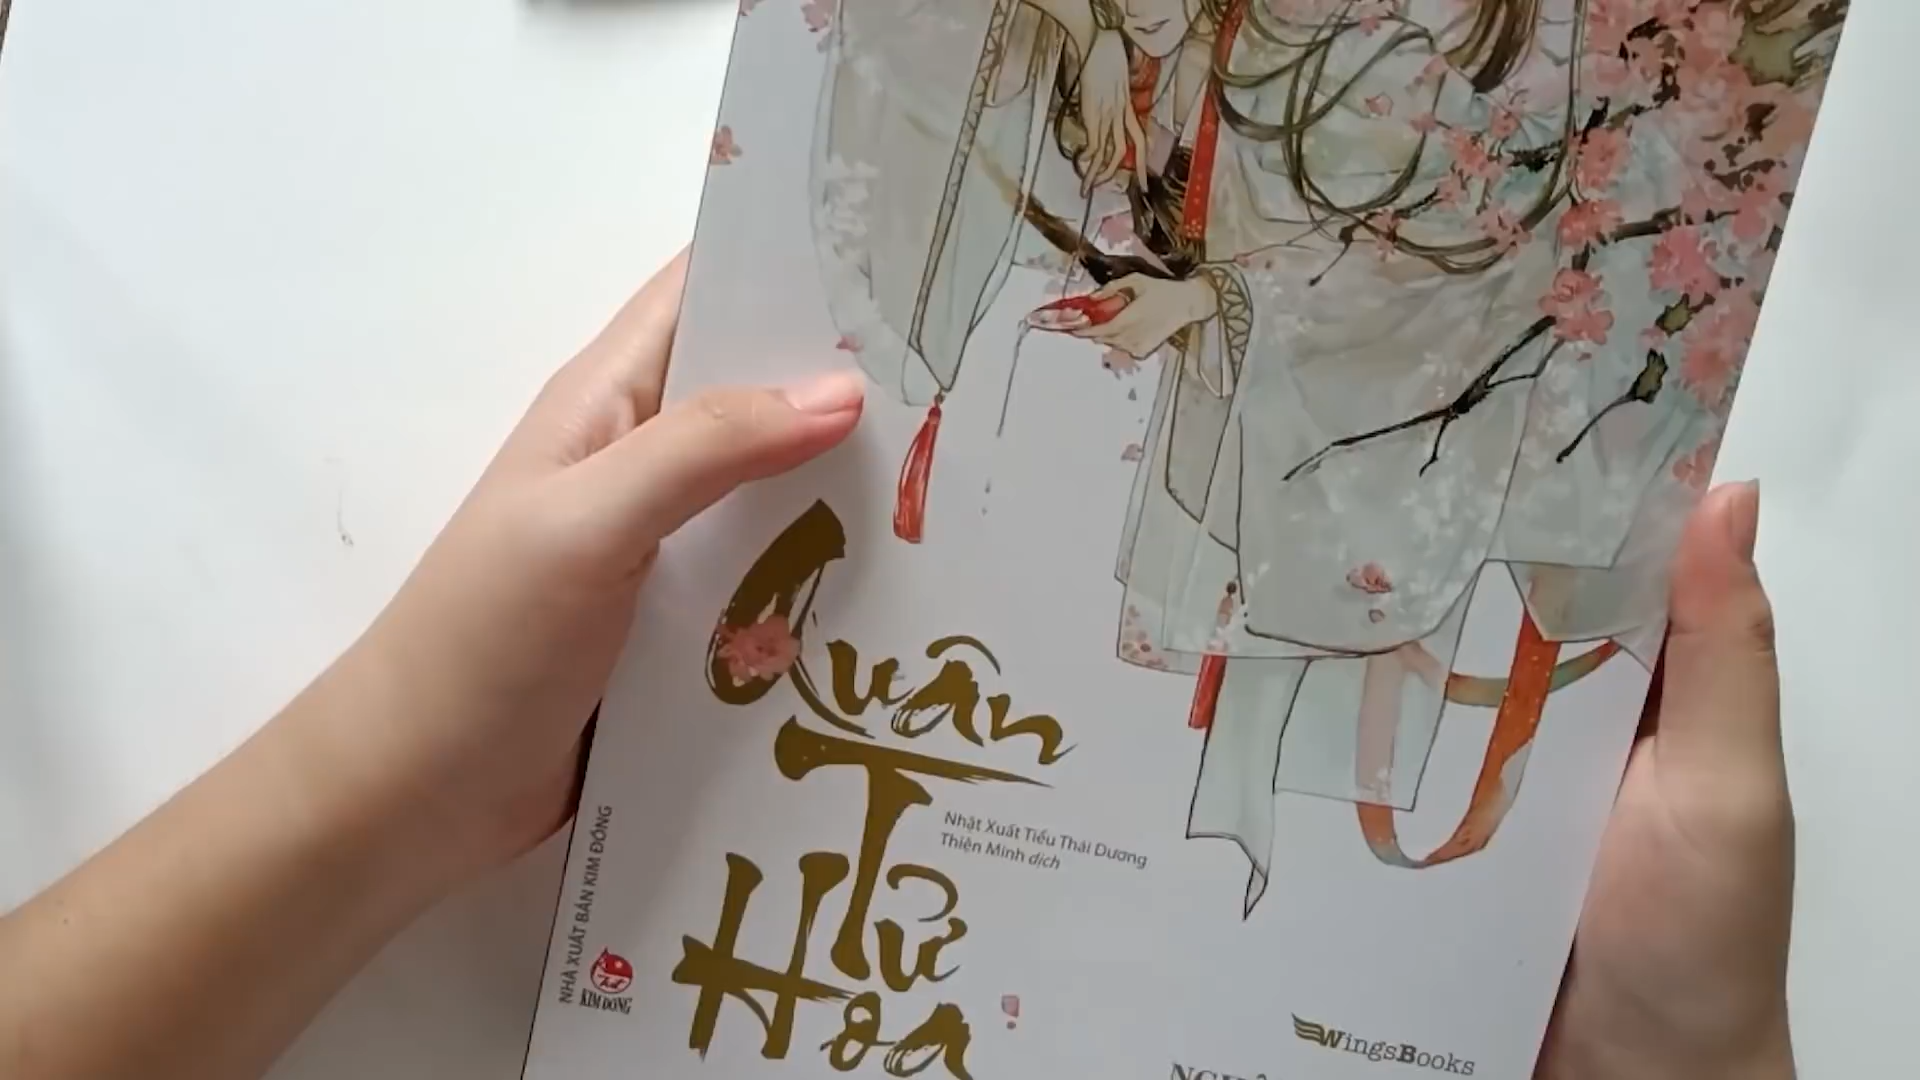 Quân
Tử
Hoa
Nhật Xuất Tiểu Thái Dương
Thiên Minh dịch
NHÀ XUẤT BẢN KIM ĐỒNG
KIM ĐỒNG
WingsBooks